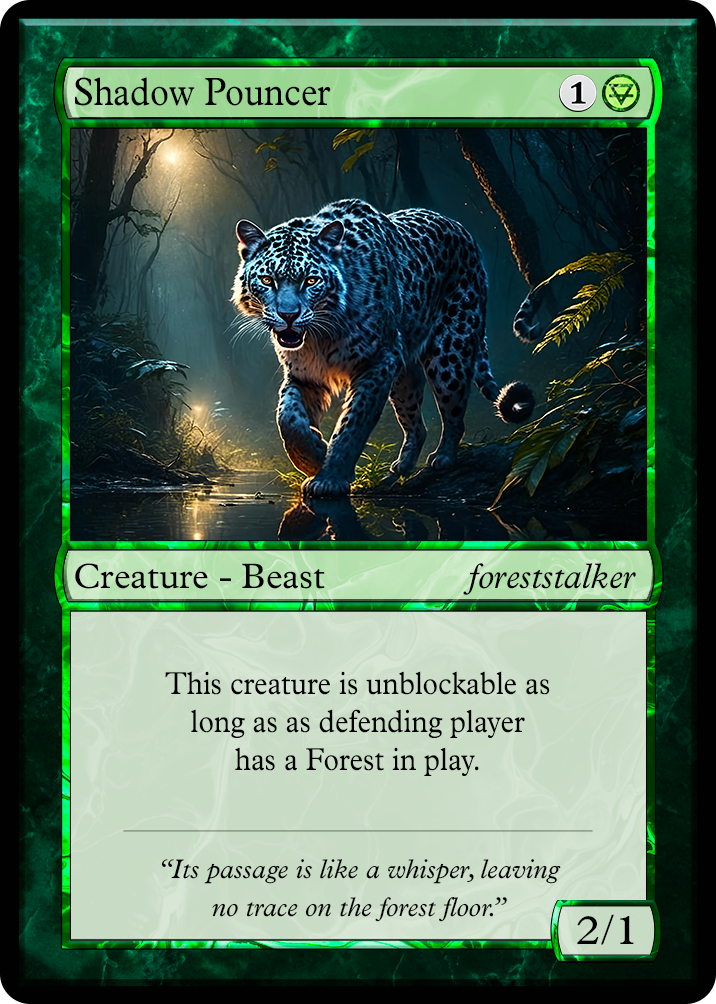 Shadow Pouncer 1
Creature - Beast foreststalker
This creature is unblockable as
long as as defending player
has a Forest in play.
“Its passage is like a whisper, leaving
no trace on the forest floor.”
2/1